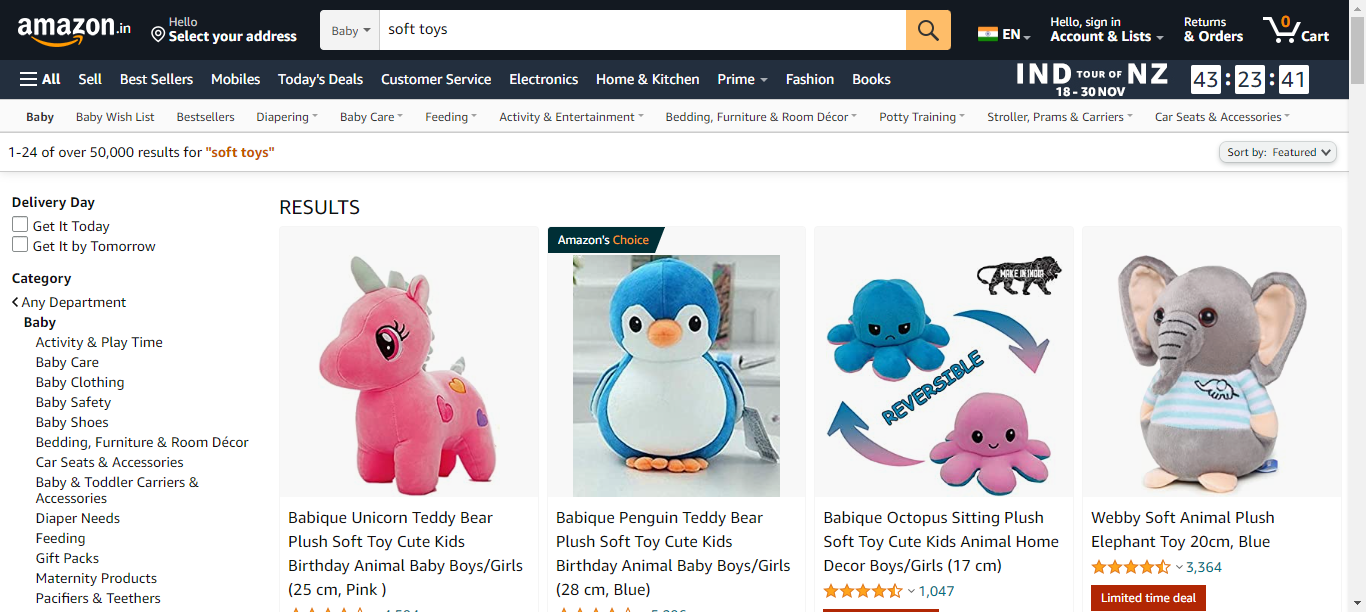 amazon.in
Hello
Select your address
Baby
soft toys
EN
Hello, sign in
Account & Lists
Returns
& Orders
0
Cart
All
Sell
Best Sellers
Mobiles
Today's Deals
Customer Service
Electronics
Home & Kitchen
Prime
Fashion
Books
IND TOUR OF NZ
18 - 30 NOV
43 : 23 : 41
Baby
Baby Wish List
Bestsellers
Diapering
Baby Care
Feeding
Activity & Entertainment
Bedding, Furniture & Room Décor
Potty Training
Stroller, Prams & Carriers
Car Seats & Accessories
1-24 of over 50,000 results for "soft toys"
Sort by: Featured
Delivery Day
Get It Today
Get It by Tomorrow
Category
Any Department
Baby
Activity & Play Time
Baby Care
Baby Clothing
Baby Safety
Baby Shoes
Bedding, Furniture & Room Décor
Car Seats & Accessories
Baby & Toddler Carriers &
Accessories
Diaper Needs
Feeding
Gift Packs
Maternity Products
Pacifiers & Teethers
RESULTS
Babique Unicorn Teddy Bear
Plush Soft Toy Cute Kids
Birthday Animal Baby Boys/Girls
(25 cm, Pink )
Amazon's Choice
Babique Penguin Teddy Bear
Plush Soft Toy Cute Kids
Birthday Animal Baby Boys/Girls
(28 cm, Blue)
MAKE IN INDIA
REVERSIBLE
Babique Octopus Sitting Plush
Soft Toy Cute Kids Animal Home
Decor Boys/Girls (17 cm)
1,047
Webby Soft Animal Plush
Elephant Toy 20cm, Blue
3,364
Limited time deal